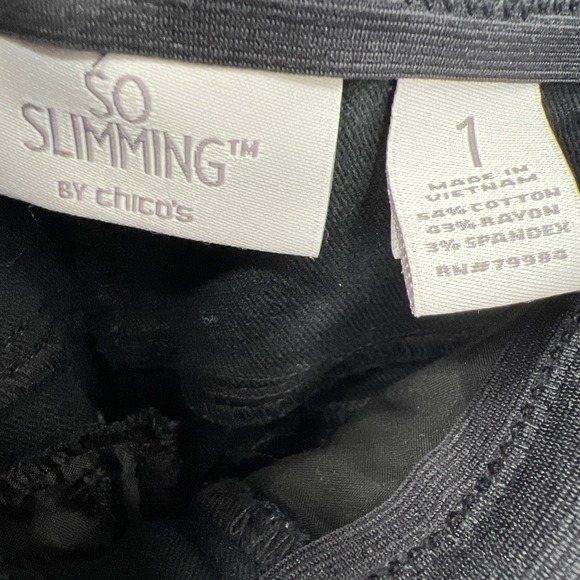 SO
SLIMMING™
BY chico's
1
MADE IN
VIETNAM
54% COTTON
43% RAYON
3% SPANDEX
RN#79984